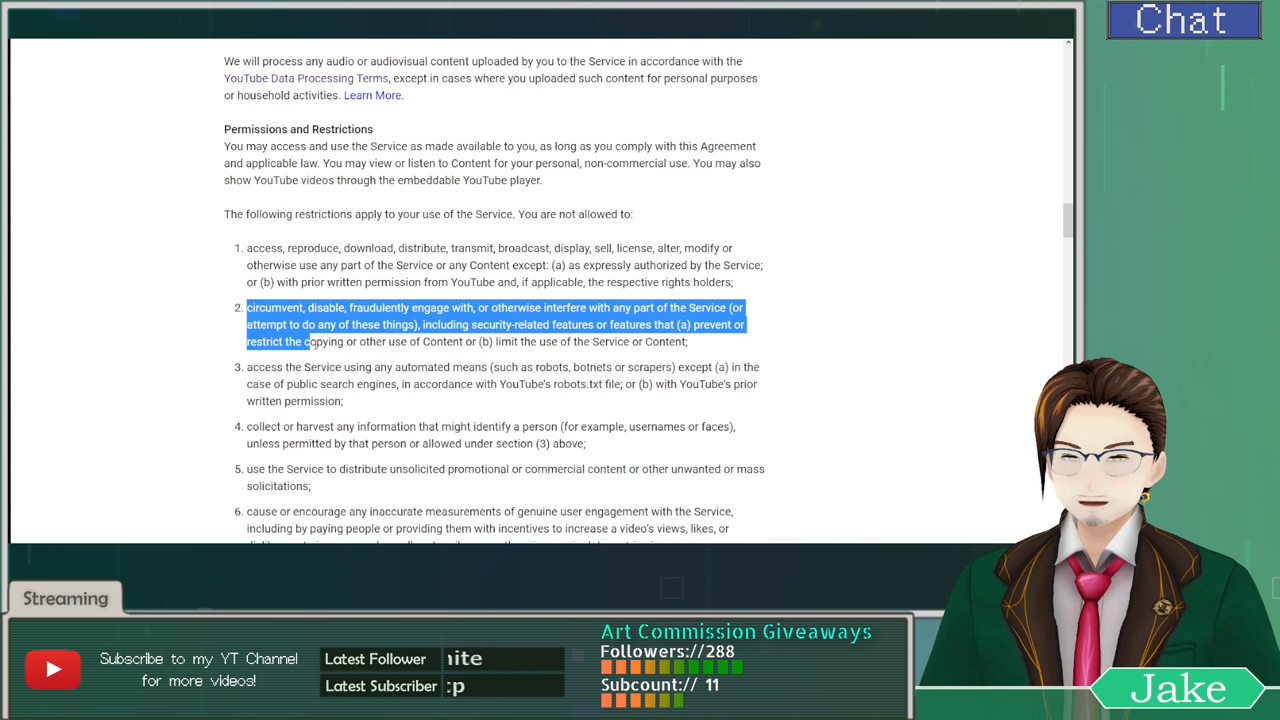 Chat
We will process any audio or audiovisual content uploaded by you to the Service in accordance with the
YouTube Data Processing Terms, except in cases where you uploaded such content for personal purposes
or household activities. Learn More.
Permissions and Restrictions
You may access and use the Service as made available to you, as long as you comply with this Agreement
and applicable law. You may view or listen to Content for your personal, non-commercial use. You may also
show YouTube videos through the embeddable YouTube player.
The following restrictions apply to your use of the Service. You are not allowed to:
1. access, reproduce, download, distribute, transmit, broadcast, display, sell, license, alter, modify or
otherwise use any part of the Service or any Content except: (a) as expressly authorized by the Service;
or (b) with prior written permission from YouTube and, if applicable, the respective rights holders;
2. circumvent, disable, fraudulently engage with, or otherwise interfere with any part of the Service (or
attempt to do any of these things), including security-related features or features that (a) prevent or
restrict the copying or other use of Content or (b) limit the use of the Service or Content;
3. access the Service using any automated means (such as robots, botnets or scrapers) except (a) in the
case of public search engines, in accordance with YouTube's robots.txt file; or (b) with YouTube's prior
written permission;
4. collect or harvest any information that might identify a person (for example, usernames or faces),
unless permitted by that person or allowed under section (3) above;
5. use the Service to distribute unsolicited promotional or commercial content or other unwanted or mass
solicitations;
6. cause or encourage any inaccurate measurements of genuine user engagement with the Service,
including by paying people or providing them with incentives to increase a video's views, likes, or
Streaming
Subscribe to my YT Channel
for more videos!
Latest Follower
Latest Subscriber
Art Commission Giveaways
Followers://288
Subcount:// 11
Jake